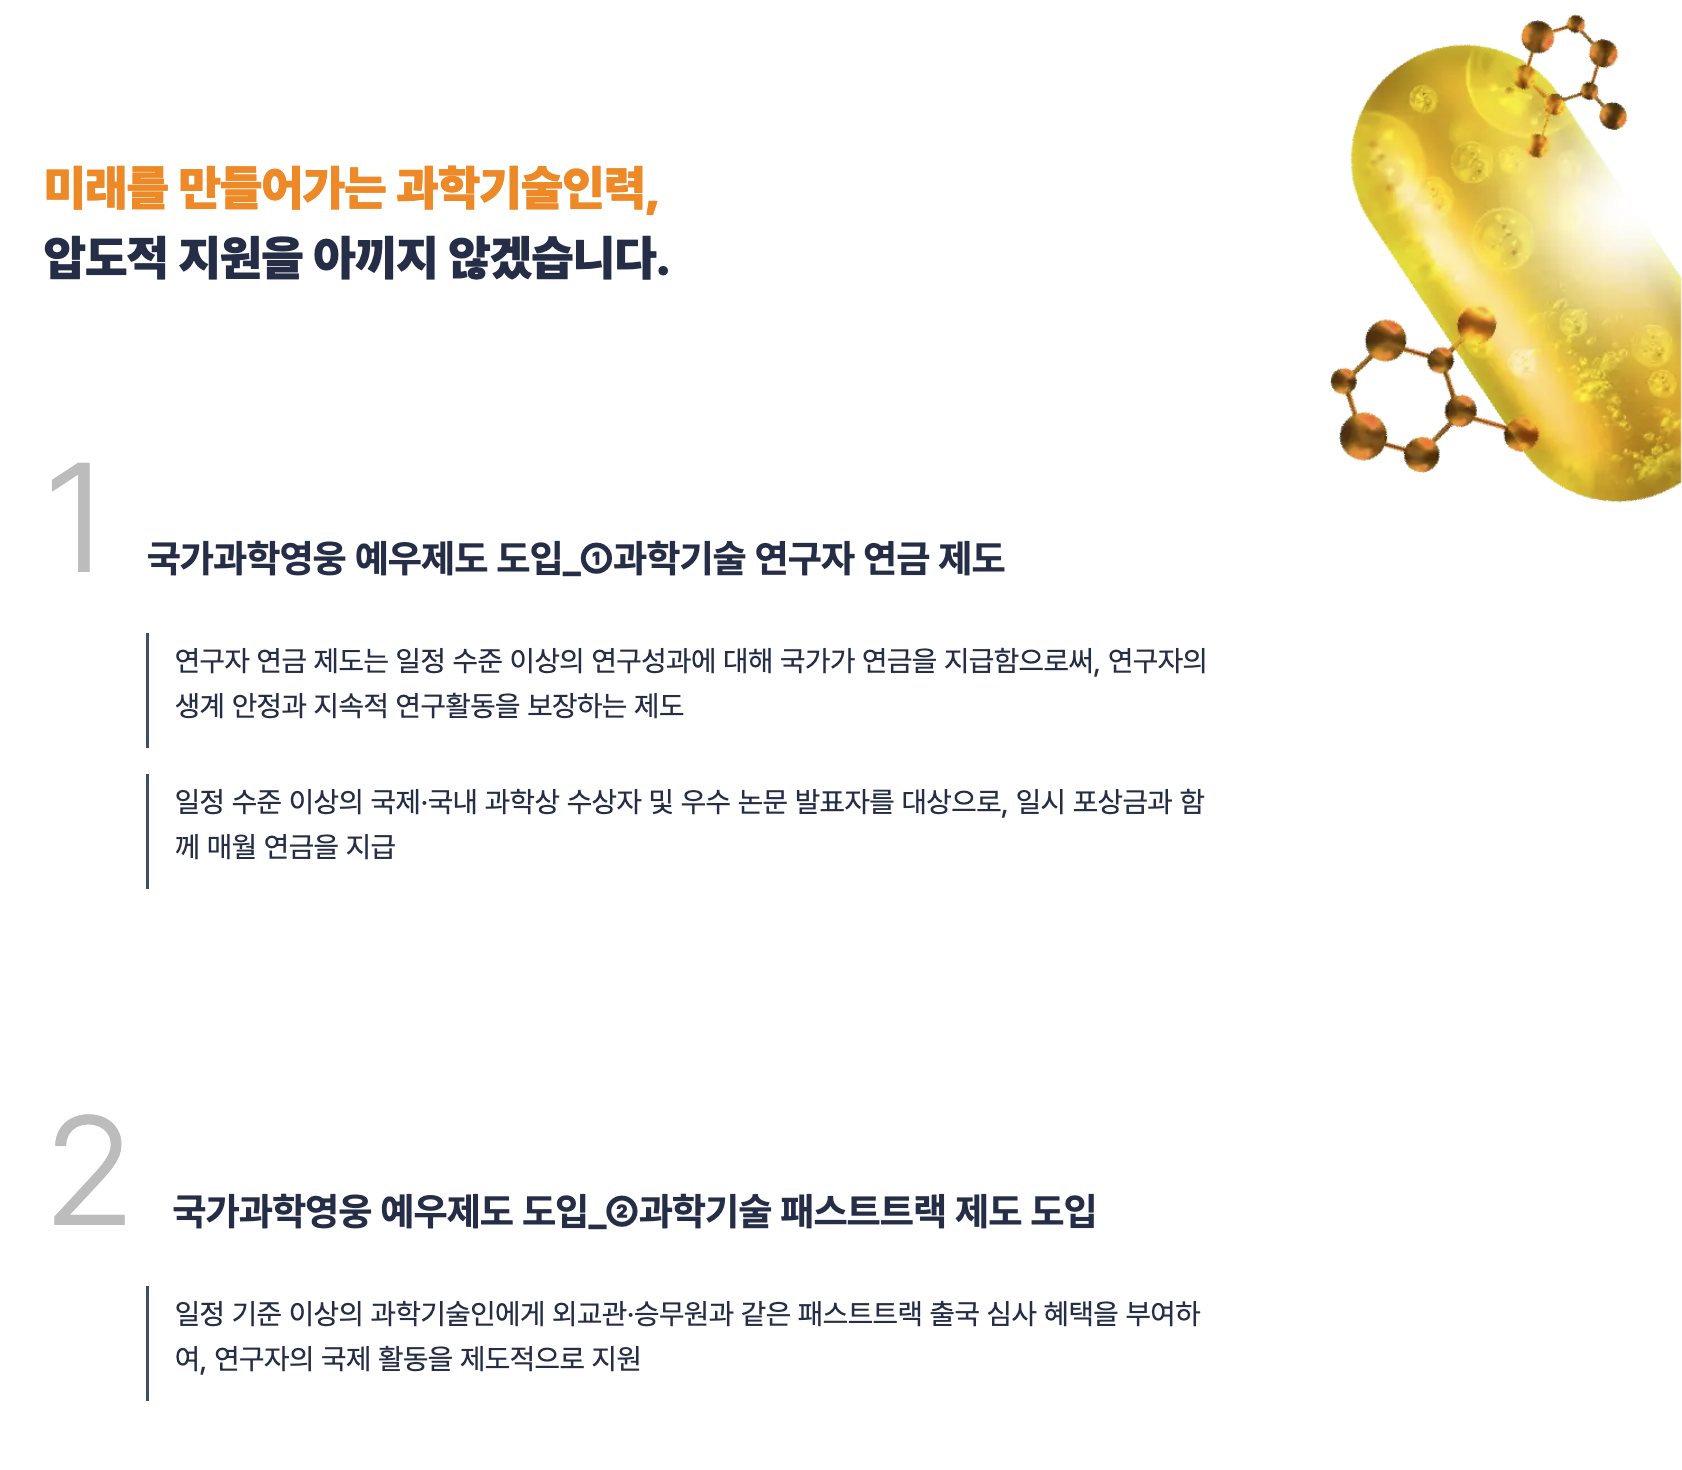 미래를 만들어가는 과학기술인력,
압도적 지원을 아끼지 않겠습니다.
1
국가과학영웅 예우제도 도입_①과학기술 연구자 연금 제도
연구자 연금 제도는 일정 수준 이상의 연구성과에 대해 국가가 연금을 지급함으로써, 연구자의
생계 안정과 지속적 연구활동을 보장하는 제도
일정 수준 이상의 국제·국내 과학상 수상자 및 우수 논문 발표자를 대상으로, 일시 포상금과 함
께 매월 연금을 지급
2
국가과학영웅 예우제도 도입_②과학기술 패스트트랙 제도 도입
일정 기준 이상의 과학기술인에게 외교관·승무원과 같은 패스트트랙 출국 심사 혜택을 부여하
여, 연구자의 국제 활동을 제도적으로 지원